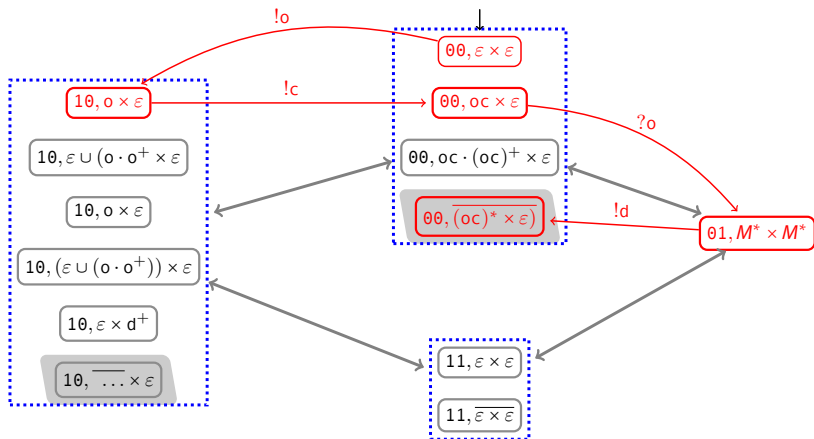 !o
00, ε × ε
10, o × ε
!c
00, oc × ε
?o
10, ε ∪ (o · o⁺ × ε
00, oc · (oc)⁺ × ε
10, o × ε
00, (oc)* × ε)
!d
01, M* × M*
10, (ε ∪ (o · o⁺)) × ε
10, ε × d⁺
10, ... × ε
11, ε × ε
11, ε × ε